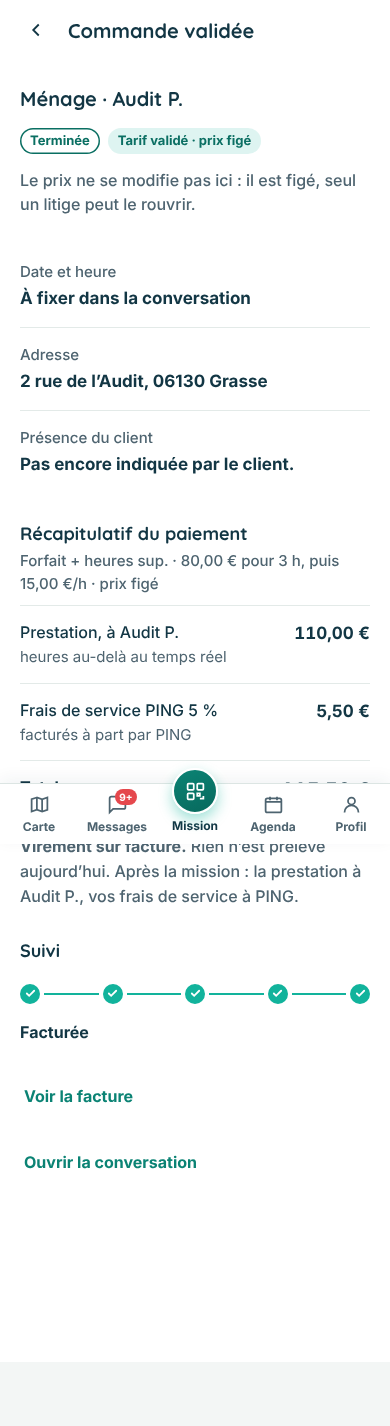 Commande validée
Ménage · Audit P.
Terminée
Tarif validé · prix figé
Le prix ne se modifie pas ici : il est figé, seul
un litige peut le rouvrir.
Date et heure
À fixer dans la conversation
Adresse
2 rue de l’Audit, 06130 Grasse
Présence du client
Pas encore indiquée par le client.
Récapitulatif du paiement
Forfait + heures sup. · 80,00 € pour 3 h, puis
15,00 €/h · prix figé
Prestation, à Audit P.
110,00 €
heures au-delà au temps réel
Frais de service PING 5 %
5,50 €
facturés à part par PING
9+
Carte
Messages
Mission
Agenda
Profil
Virement sur facture. Rien n’est prélevé
aujourd’hui. Après la mission : la prestation à
Audit P., vos frais de service à PING.
Suivi
Facturée
Voir la facture
Ouvrir la conversation